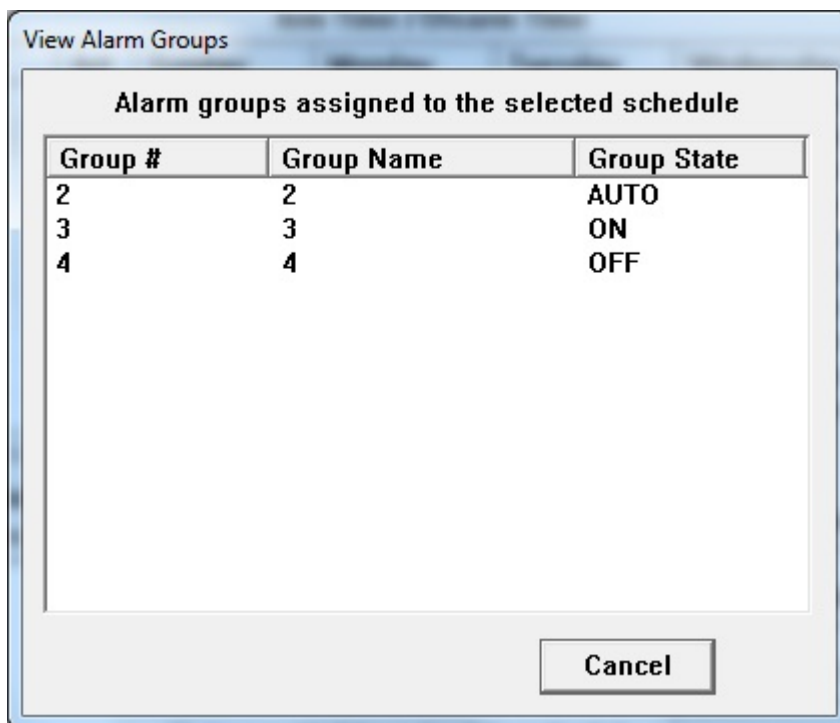 View Alarm Groups
Alarm groups assigned to the selected schedule
Group # Group Name Group State
2 2 AUTO
3 3 ON
4 4 OFF
Cancel